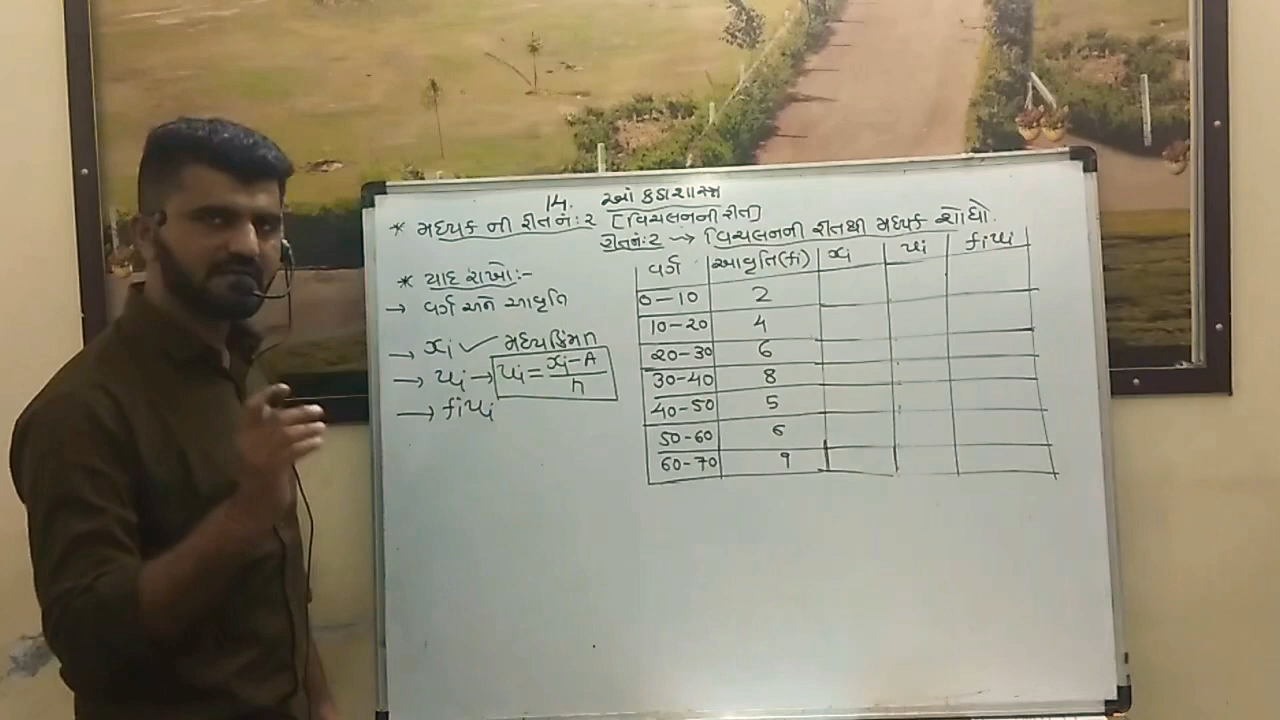 14. આંકડાશાસ્ત્ર
* મધ્યક ની રીત નં:૨ [વિચલનની રીત]
રીતનં:૨ → વિચલનની રીતથી મધ્યક શોધો.
* યાદ રાખો:-
→ વર્ગ અને આવૃતિ
→ xi ✓ મધ્યકિંમત
→ ui → ui = xi-A / h
→ fiui
વર્ગ આવૃતિ(fi) xi ui fiui
0-10 2
10-20 4
20-30 6
30-40 8
40-50 5
50-60 6
60-70 9